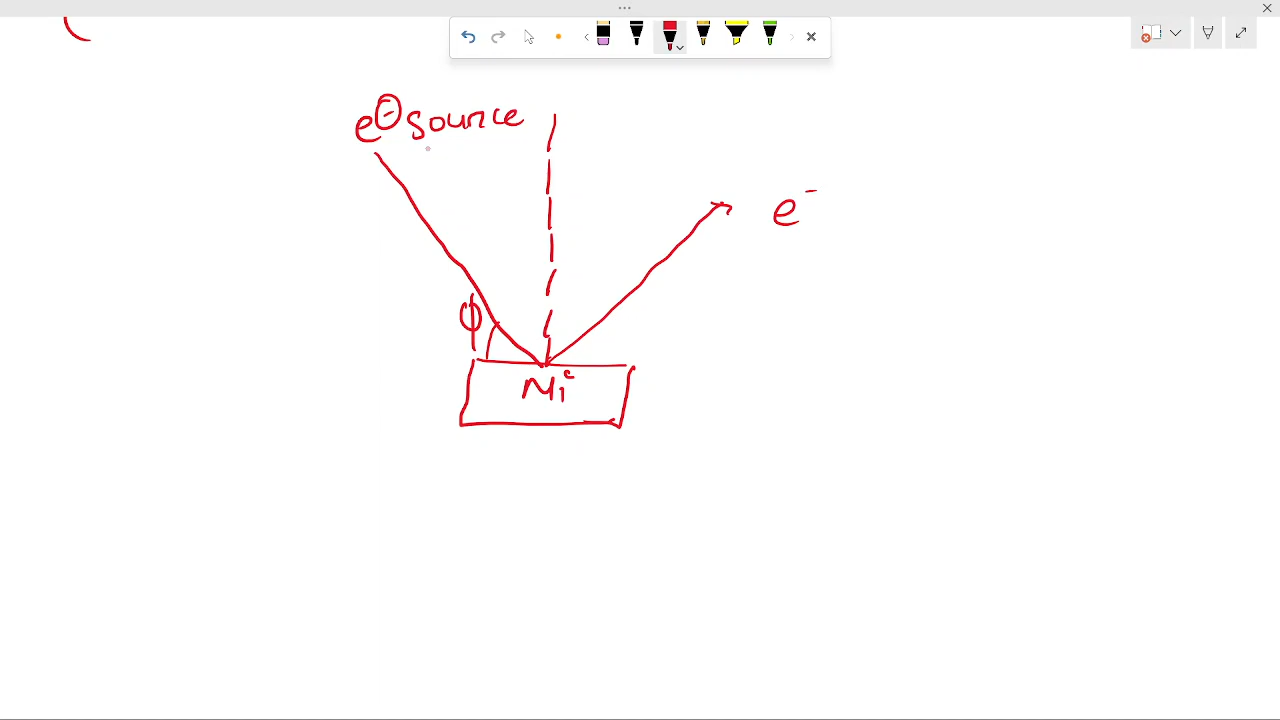 e⊖ source
e⁻
ϕ
Ni